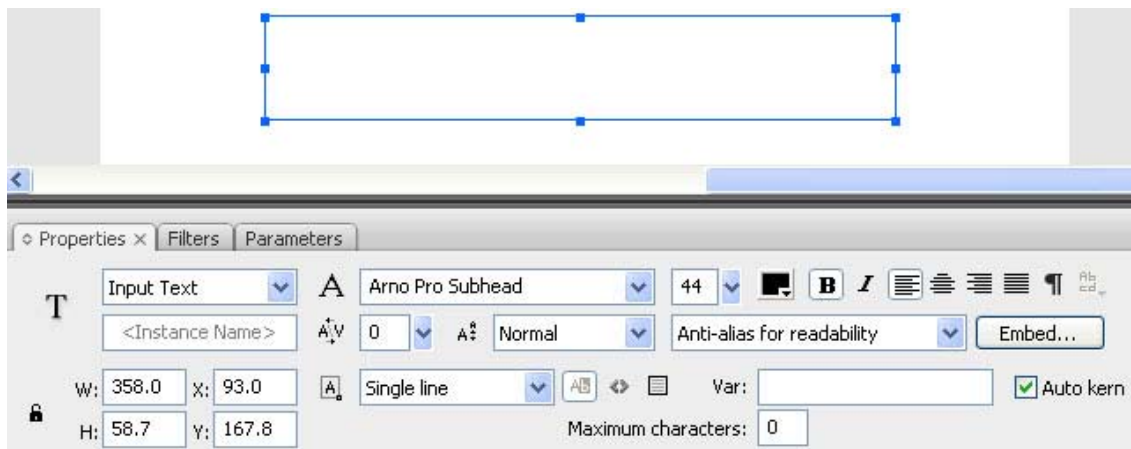 Properties × Filters Parameters
T Input Text A Arno Pro Subhead 44 B I ¶
<Instance Name> A V 0 A Normal Anti-alias for readability Embed...
W: 358.0 X: 93.0 A Single line AB <> Var: Auto kern
H: 58.7 Y: 167.8 Maximum characters: 0